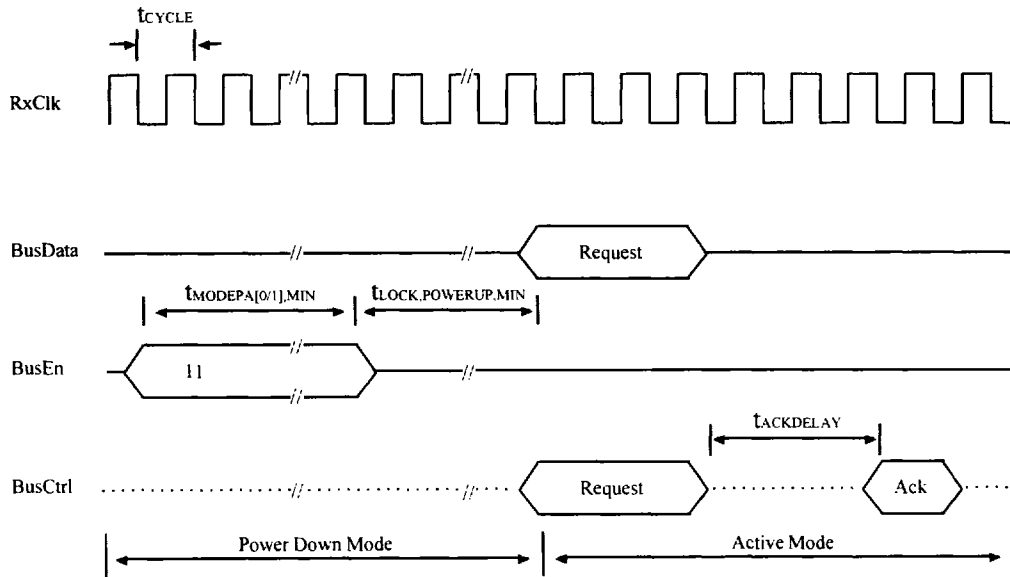 tCYCLE
RxClk
BusData
Request
tMODEPA[0/1],MIN
tLOCK,POWERUP,MIN
BusEn
11
tACKDELAY
BusCtrl
Request
Ack
Power Down Mode
Active Mode